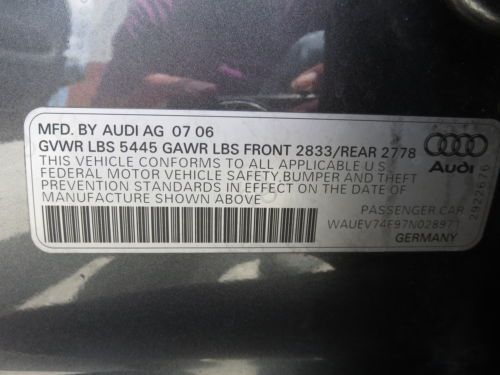 MFD. BY AUDI AG 07 06
GVWR LBS 5445 GAWR LBS FRONT 2833/REAR 2778
THIS VEHICLE CONFORMS TO ALL APPLICABLE U S
FEDERAL MOTOR VEHICLE SAFETY,BUMPER AND THEFT
PREVENTION STANDARDS IN EFFECT ON THE DATE OF
MANUFACTURE SHOWN ABOVE
Audi
PASSENGER CAR
WAUEV74F97N028971
GERMANY
2928676